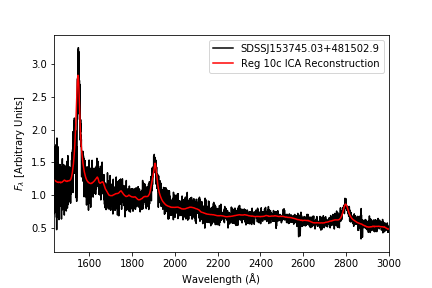 SDSSJ153745.03+481502.9
Reg 10c ICA Reconstruction
3.0
2.5
2.0
1.5
1.0
0.5
F_λ [Arbitrary Units]
1600 1800 2000 2200 2400 2600 2800 3000
Wavelength (Å)